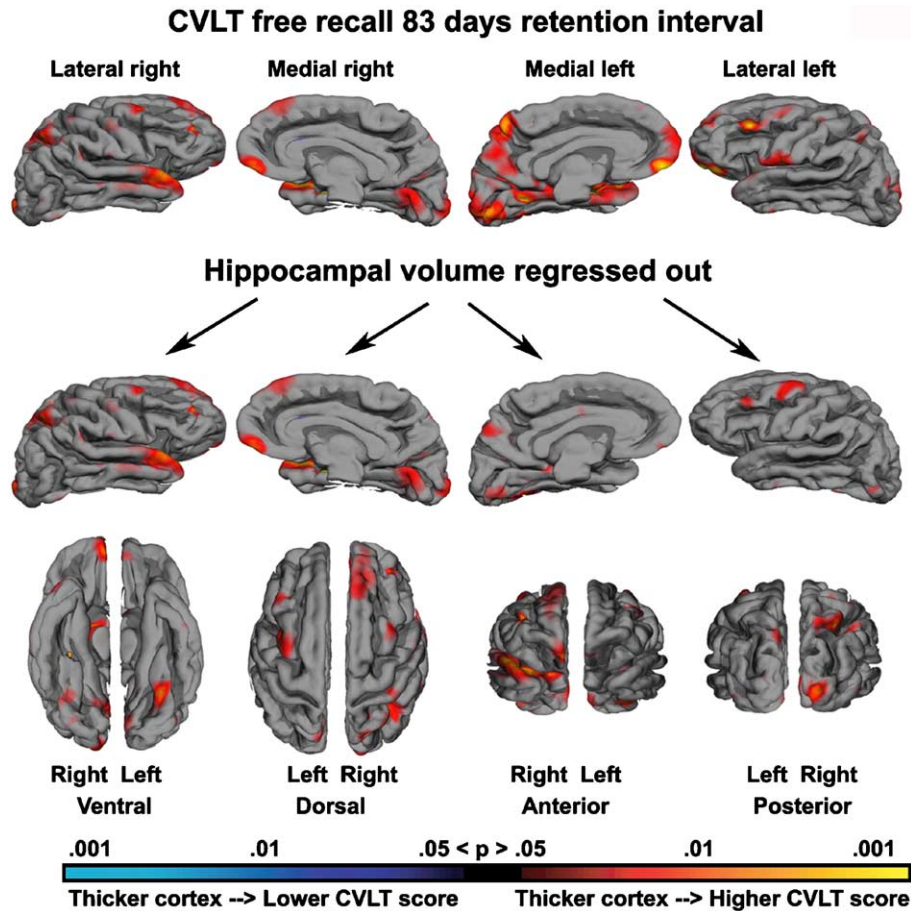 CVLT free recall 83 days retention interval
Lateral right Medial right Medial left Lateral left
Hippocampal volume regressed out
Right Left Left Right Right Left Left Right
Ventral Dorsal Anterior Posterior
.001 .01 .05 < p > .05 .01 .001
Thicker cortex --> Lower CVLT score Thicker cortex --> Higher CVLT score